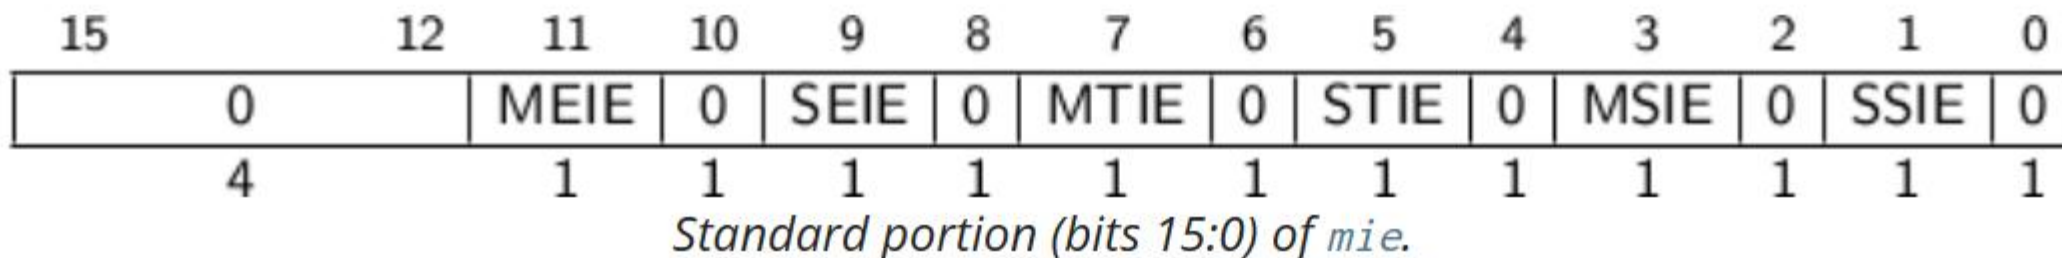 15 12 11 10 9 8 7 6 5 4 3 2 1 0
0 MEIE 0 SEIE 0 MTIE 0 STIE 0 MSIE 0 SSIE 0
4 1 1 1 1 1 1 1 1 1 1 1 1
Standard portion (bits 15:0) of mie.